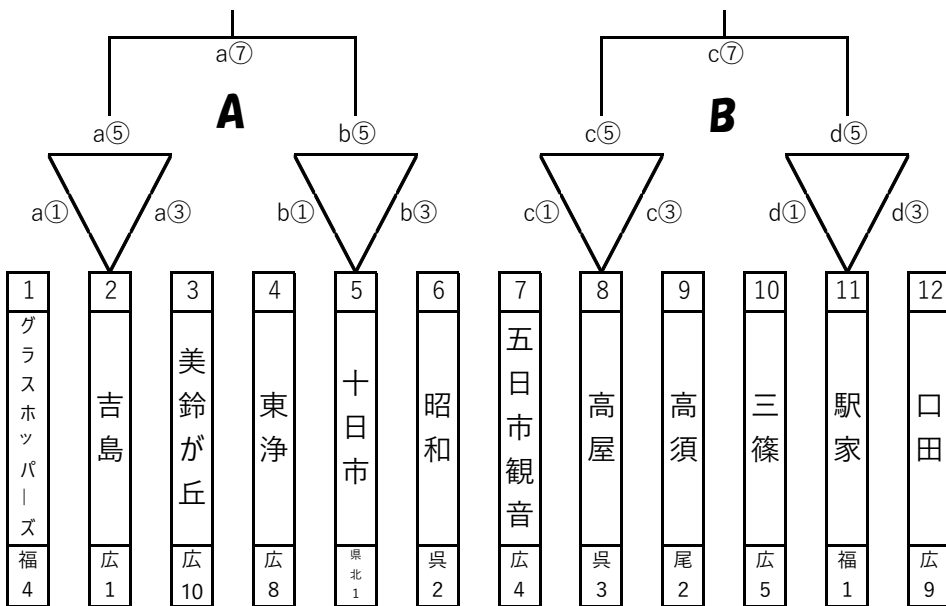 a⑦ c⑦
A B
a⑤ b⑤ c⑤ d⑤
a① a③ b① b③ c① c③ d① d③
1 2 3 4 5 6 7 8 9 10 11 12
グラスホッパーズ
吉島
美鈴が丘
東浄
十日市
昭和
五日市観音
高屋
高須
三篠
駅家
口田
福4 広1 広10 広8 県北1 呉2 広4 呉3 尾2 広5 福1 広9